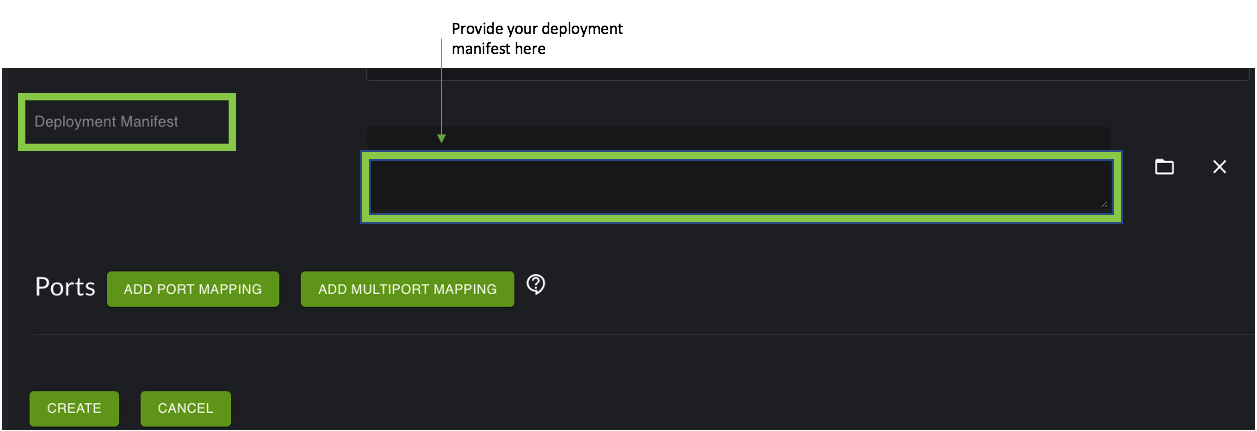 Provide your deployment
manifest here
Deployment Manifest
Ports
ADD PORT MAPPING
ADD MULTIPORT MAPPING
?
CREATE
CANCEL